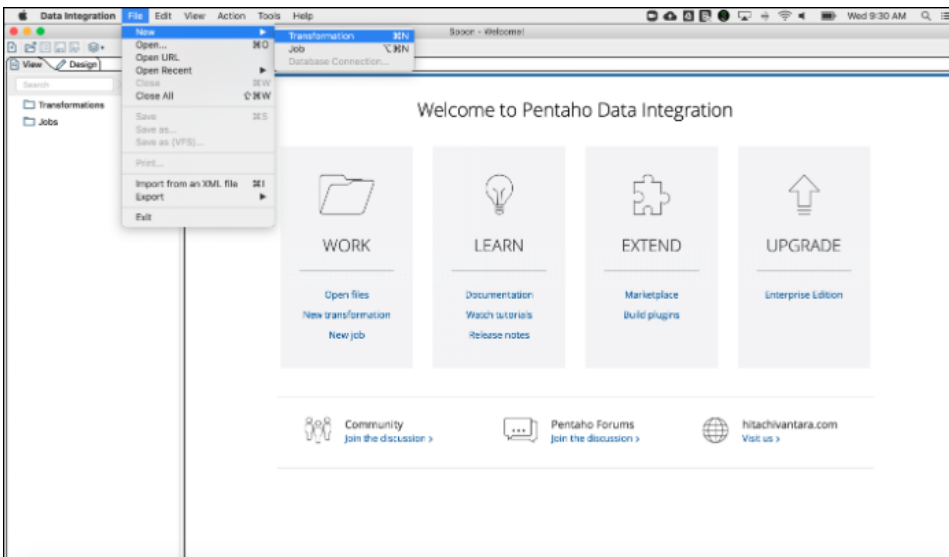 Data Integration File Edit View Action Tools Help Wed 9:30 AM
Spoon - Welcome!
New
Transformation ⌘N
Open... ⌘O
Job ⌥⌘N
Open URL
Database Connection...
Open Recent
View Design
Close ⌘W
Search
Close All ⇧⌘W
Transformations
Jobs
Save ⌘S
Save as...
Save as (VFS)...
Print...
Import from an XML file ⌘I
Export
Exit
Welcome to Pentaho Data Integration
WORK
Open files
New transformation
New job
LEARN
Documentation
Watch tutorials
Release notes
EXTEND
Marketplace
Build plugins
UPGRADE
Enterprise Edition
Community
Join the discussion >
Pentaho Forums
Join the discussion >
hitachivantara.com
Visit us >